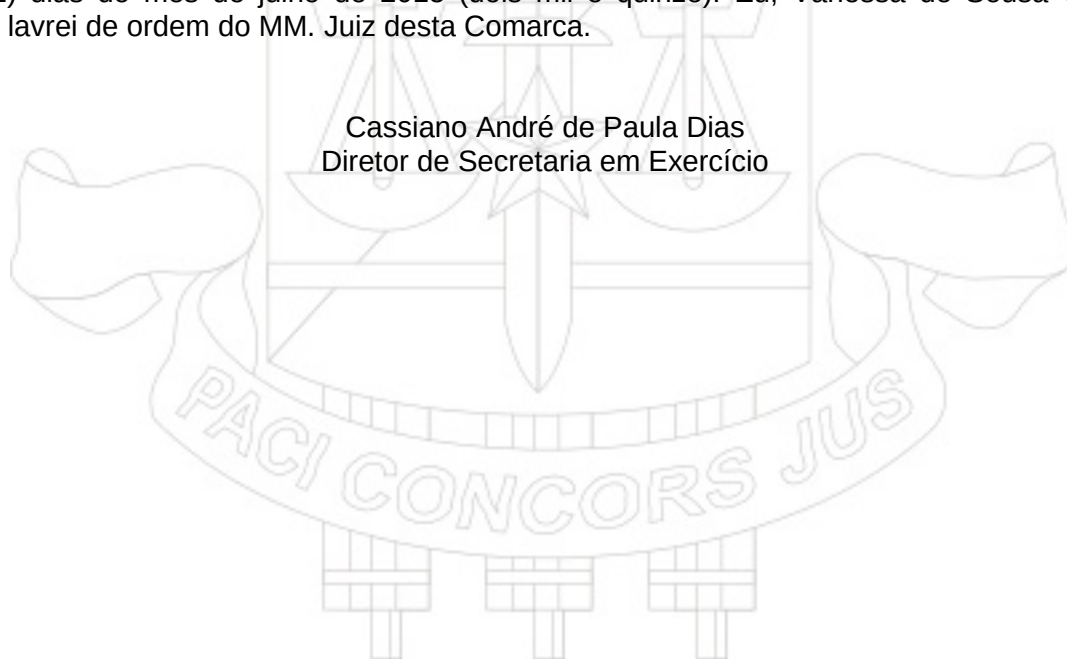 dias do mês de julho de 2015 (dois mil e quinze). Eu, Vanessa de Sousa
lavrei de ordem do MM. Juiz desta Comarca.
Cassiano André de Paula Dias
Diretor de Secretaria em Exercício
PACI CONCORS JUS